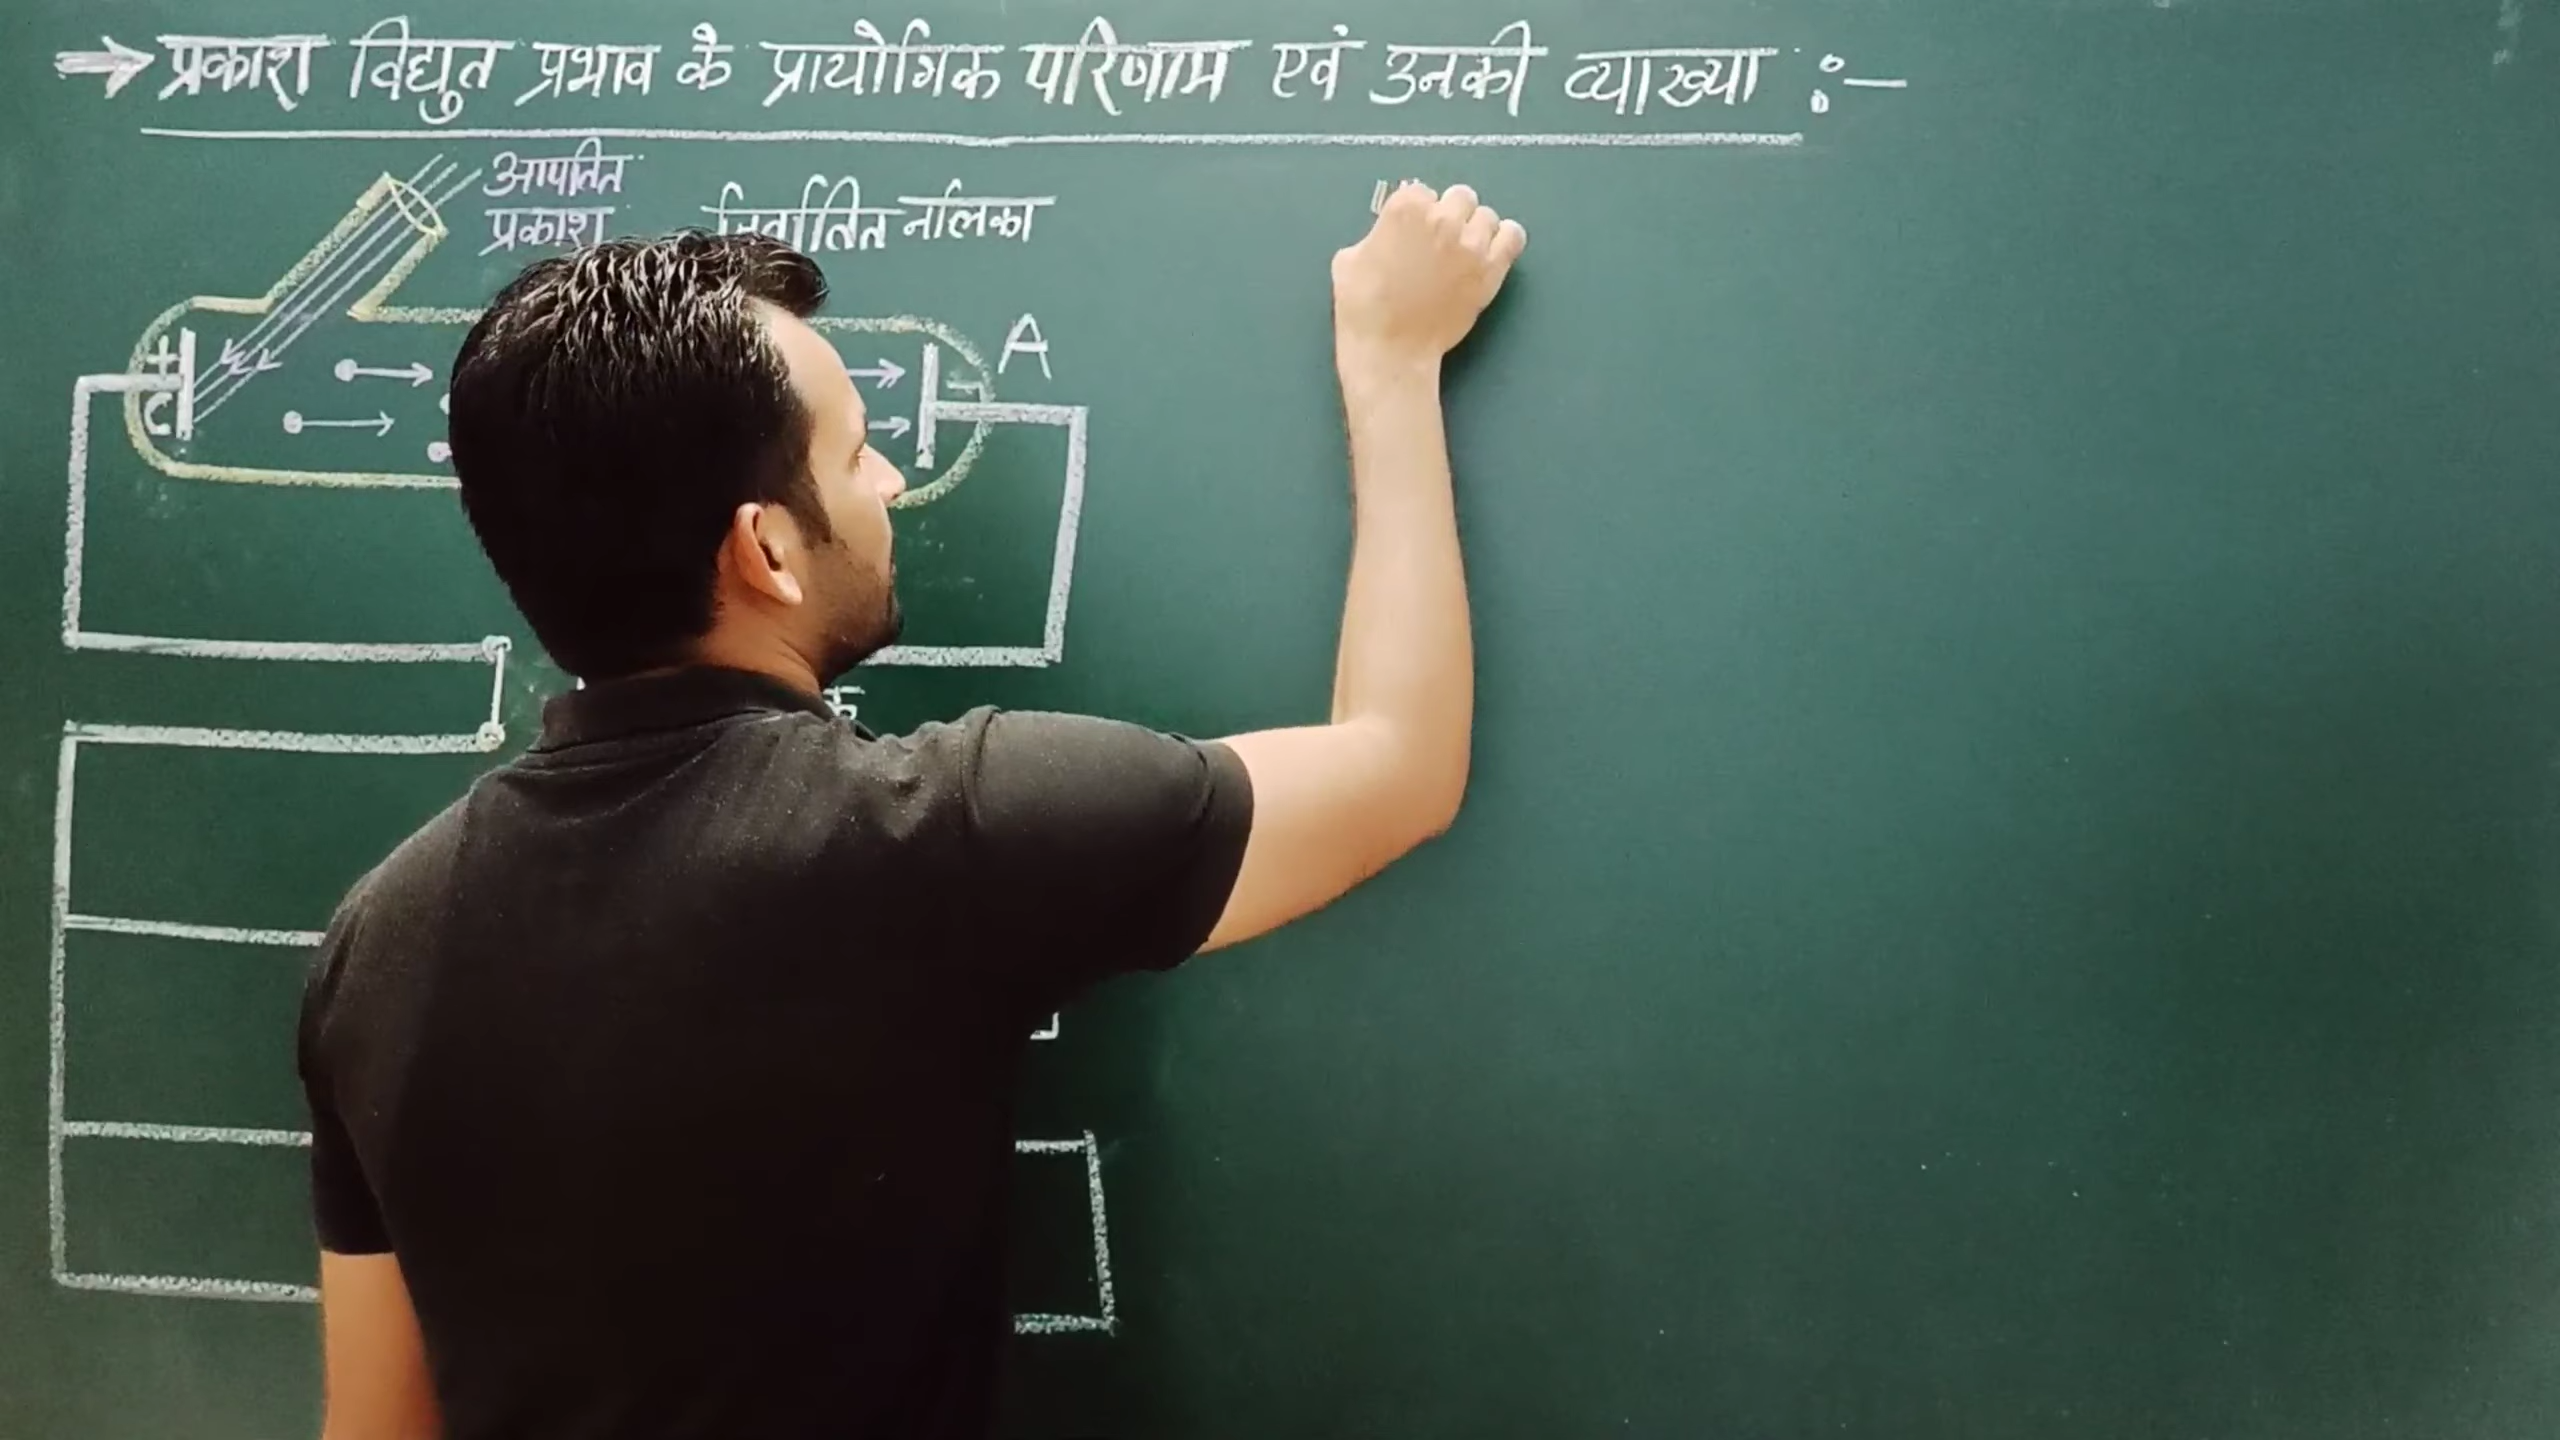 → प्रकाश विद्युत प्रभाव के प्रायोगिक परिणाम एवं उनकी व्याख्या :-
आपतित
प्रकाश
निर्वातित नलिका
+
C
A
-